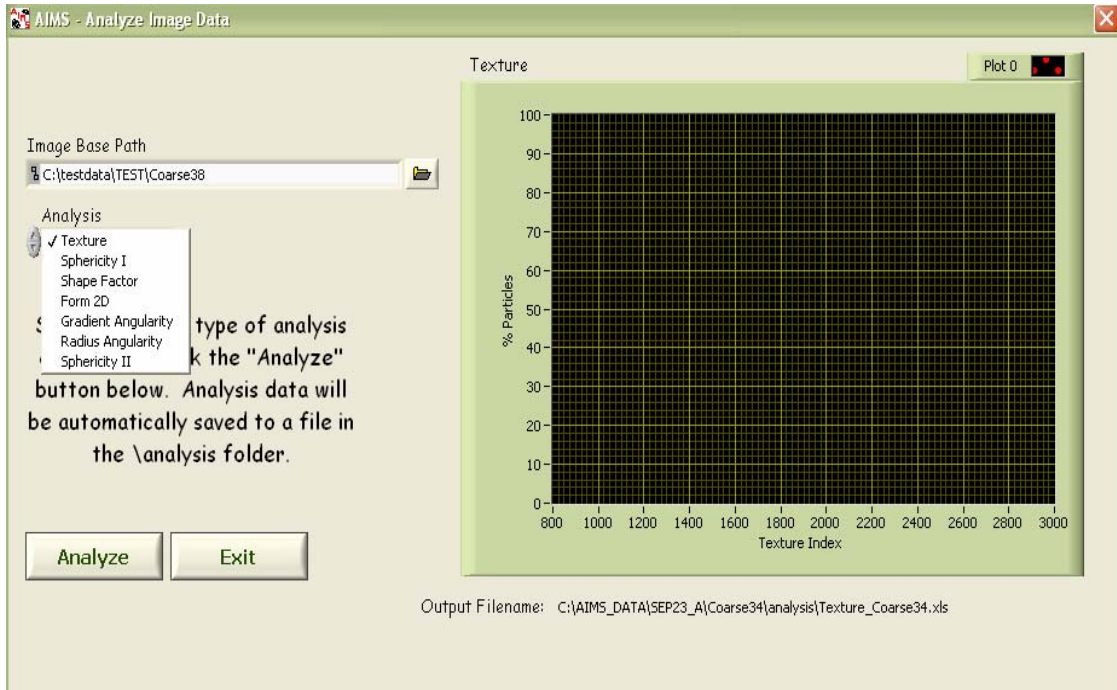 AIMS - Analyze Image Data
Image Base Path
C:\testdata\TEST\Coarse38
Analysis
✓ Texture
Sphericity I
Shape Factor
Form 2D
Gradient Angularity
Radius Angularity
Sphericity II
type of analysis
k the "Analyze"
button below. Analysis data will
be automatically saved to a file in
the \analysis folder.
Analyze
Exit
Texture
Plot 0
100
90
80
70
60
50
40
30
20
10
0
% Particles
800 1000 1200 1400 1600 1800 2000 2200 2400 2600 2800 3000
Texture Index
Output Filename: C:\AIMS_DATA\SEP23_A\Coarse34\analysis\Texture_Coarse34.xls